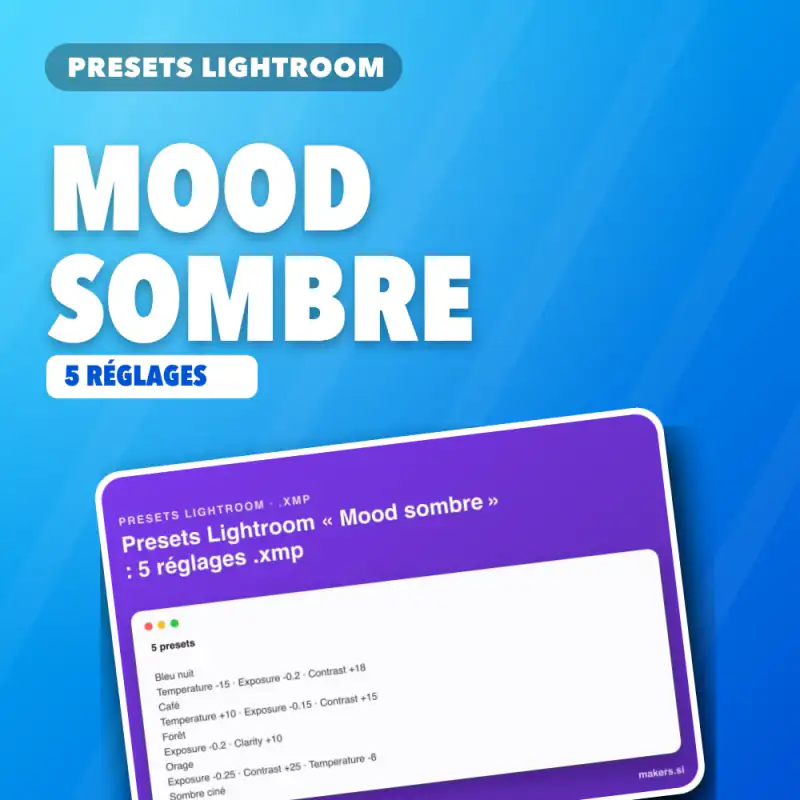 PRESETS LIGHTROOM
MOOD
SOMBRE
5 RÉGLAGES
PRESETS LIGHTROOM · .XMP
Presets Lightroom « Mood sombre »
: 5 réglages .xmp
5 presets
Bleu nuit
Temperature -15 · Exposure -0.2 · Contrast +18
Café
Temperature +10 · Exposure -0.15 · Contrast +15
Forêt
Exposure -0.2 · Clarity +10
Orage
Exposure -0.25 · Contrast +25 · Temperature -8
Sombre ciné
makers.si